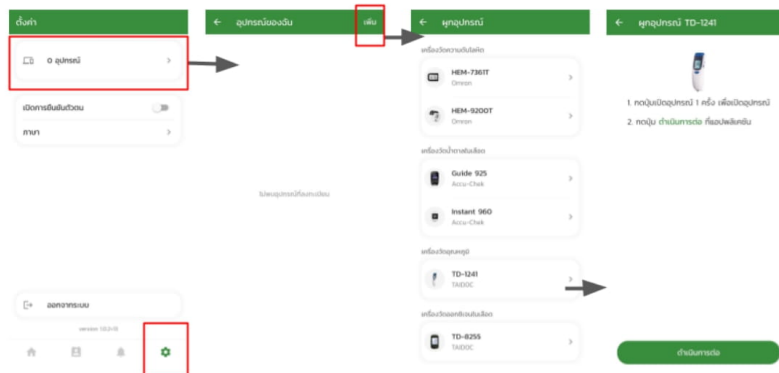 ตั้งค่า
0 อุปกรณ์
เปิดการยืนยันตัวตน
ภาษา
ออกจากระบบ
version 1.0.2+15
อุปกรณ์ของฉัน
เพิ่ม
ไม่พบอุปกรณ์ที่ลงทะเบียน
ผูกอุปกรณ์
เครื่องวัดความดันโลหิต
HEM-7361T
Omron
HEM-9200T
Omron
เครื่องวัดน้ำตาลในเลือด
Guide 925
Accu-Chek
Instant 960
Accu-Chek
เครื่องวัดอุณหภูมิ
TD-1241
TAIDOC
เครื่องวัดออกซิเจนในเลือด
TD-8255
TAIDOC
ผูกอุปกรณ์ TD-1241
1. กดปุ่มเปิดอุปกรณ์ 1 ครั้ง เพื่อเปิดอุปกรณ์
2. กดปุ่ม ดำเนินการต่อ ที่แอปพลิเคชัน
ดำเนินการต่อ